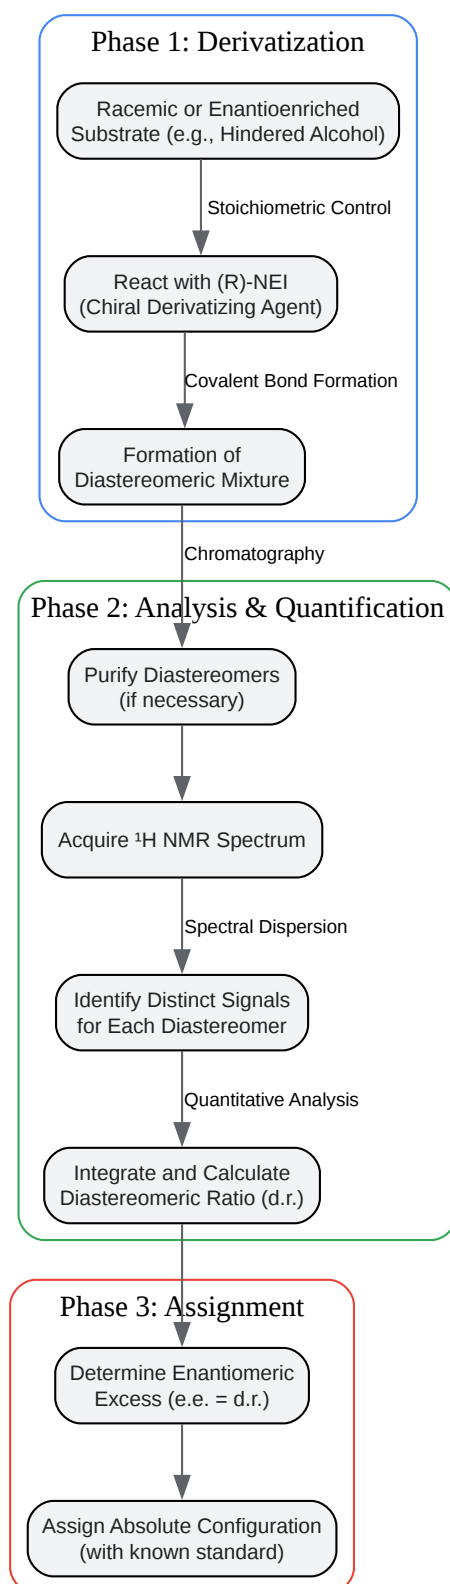 Phase 1: Derivatization
Racemic or Enantioenriched
Substrate (e.g., Hindered Alcohol)
Stoichiometric Control
React with (R)-NEI
(Chiral Derivatizing Agent)
Covalent Bond Formation
Formation of
Diastereomeric Mixture
Chromatography
Phase 2: Analysis & Quantification
Purify Diastereomers
(if necessary)
Acquire ¹H NMR Spectrum
Spectral Dispersion
Identify Distinct Signals
for Each Diastereomer
Quantitative Analysis
Integrate and Calculate
Diastereomeric Ratio (d.r.)
Phase 3: Assignment
Determine Enantiomeric
Excess (e.e. = d.r.)
Assign Absolute Configuration
(with known standard)